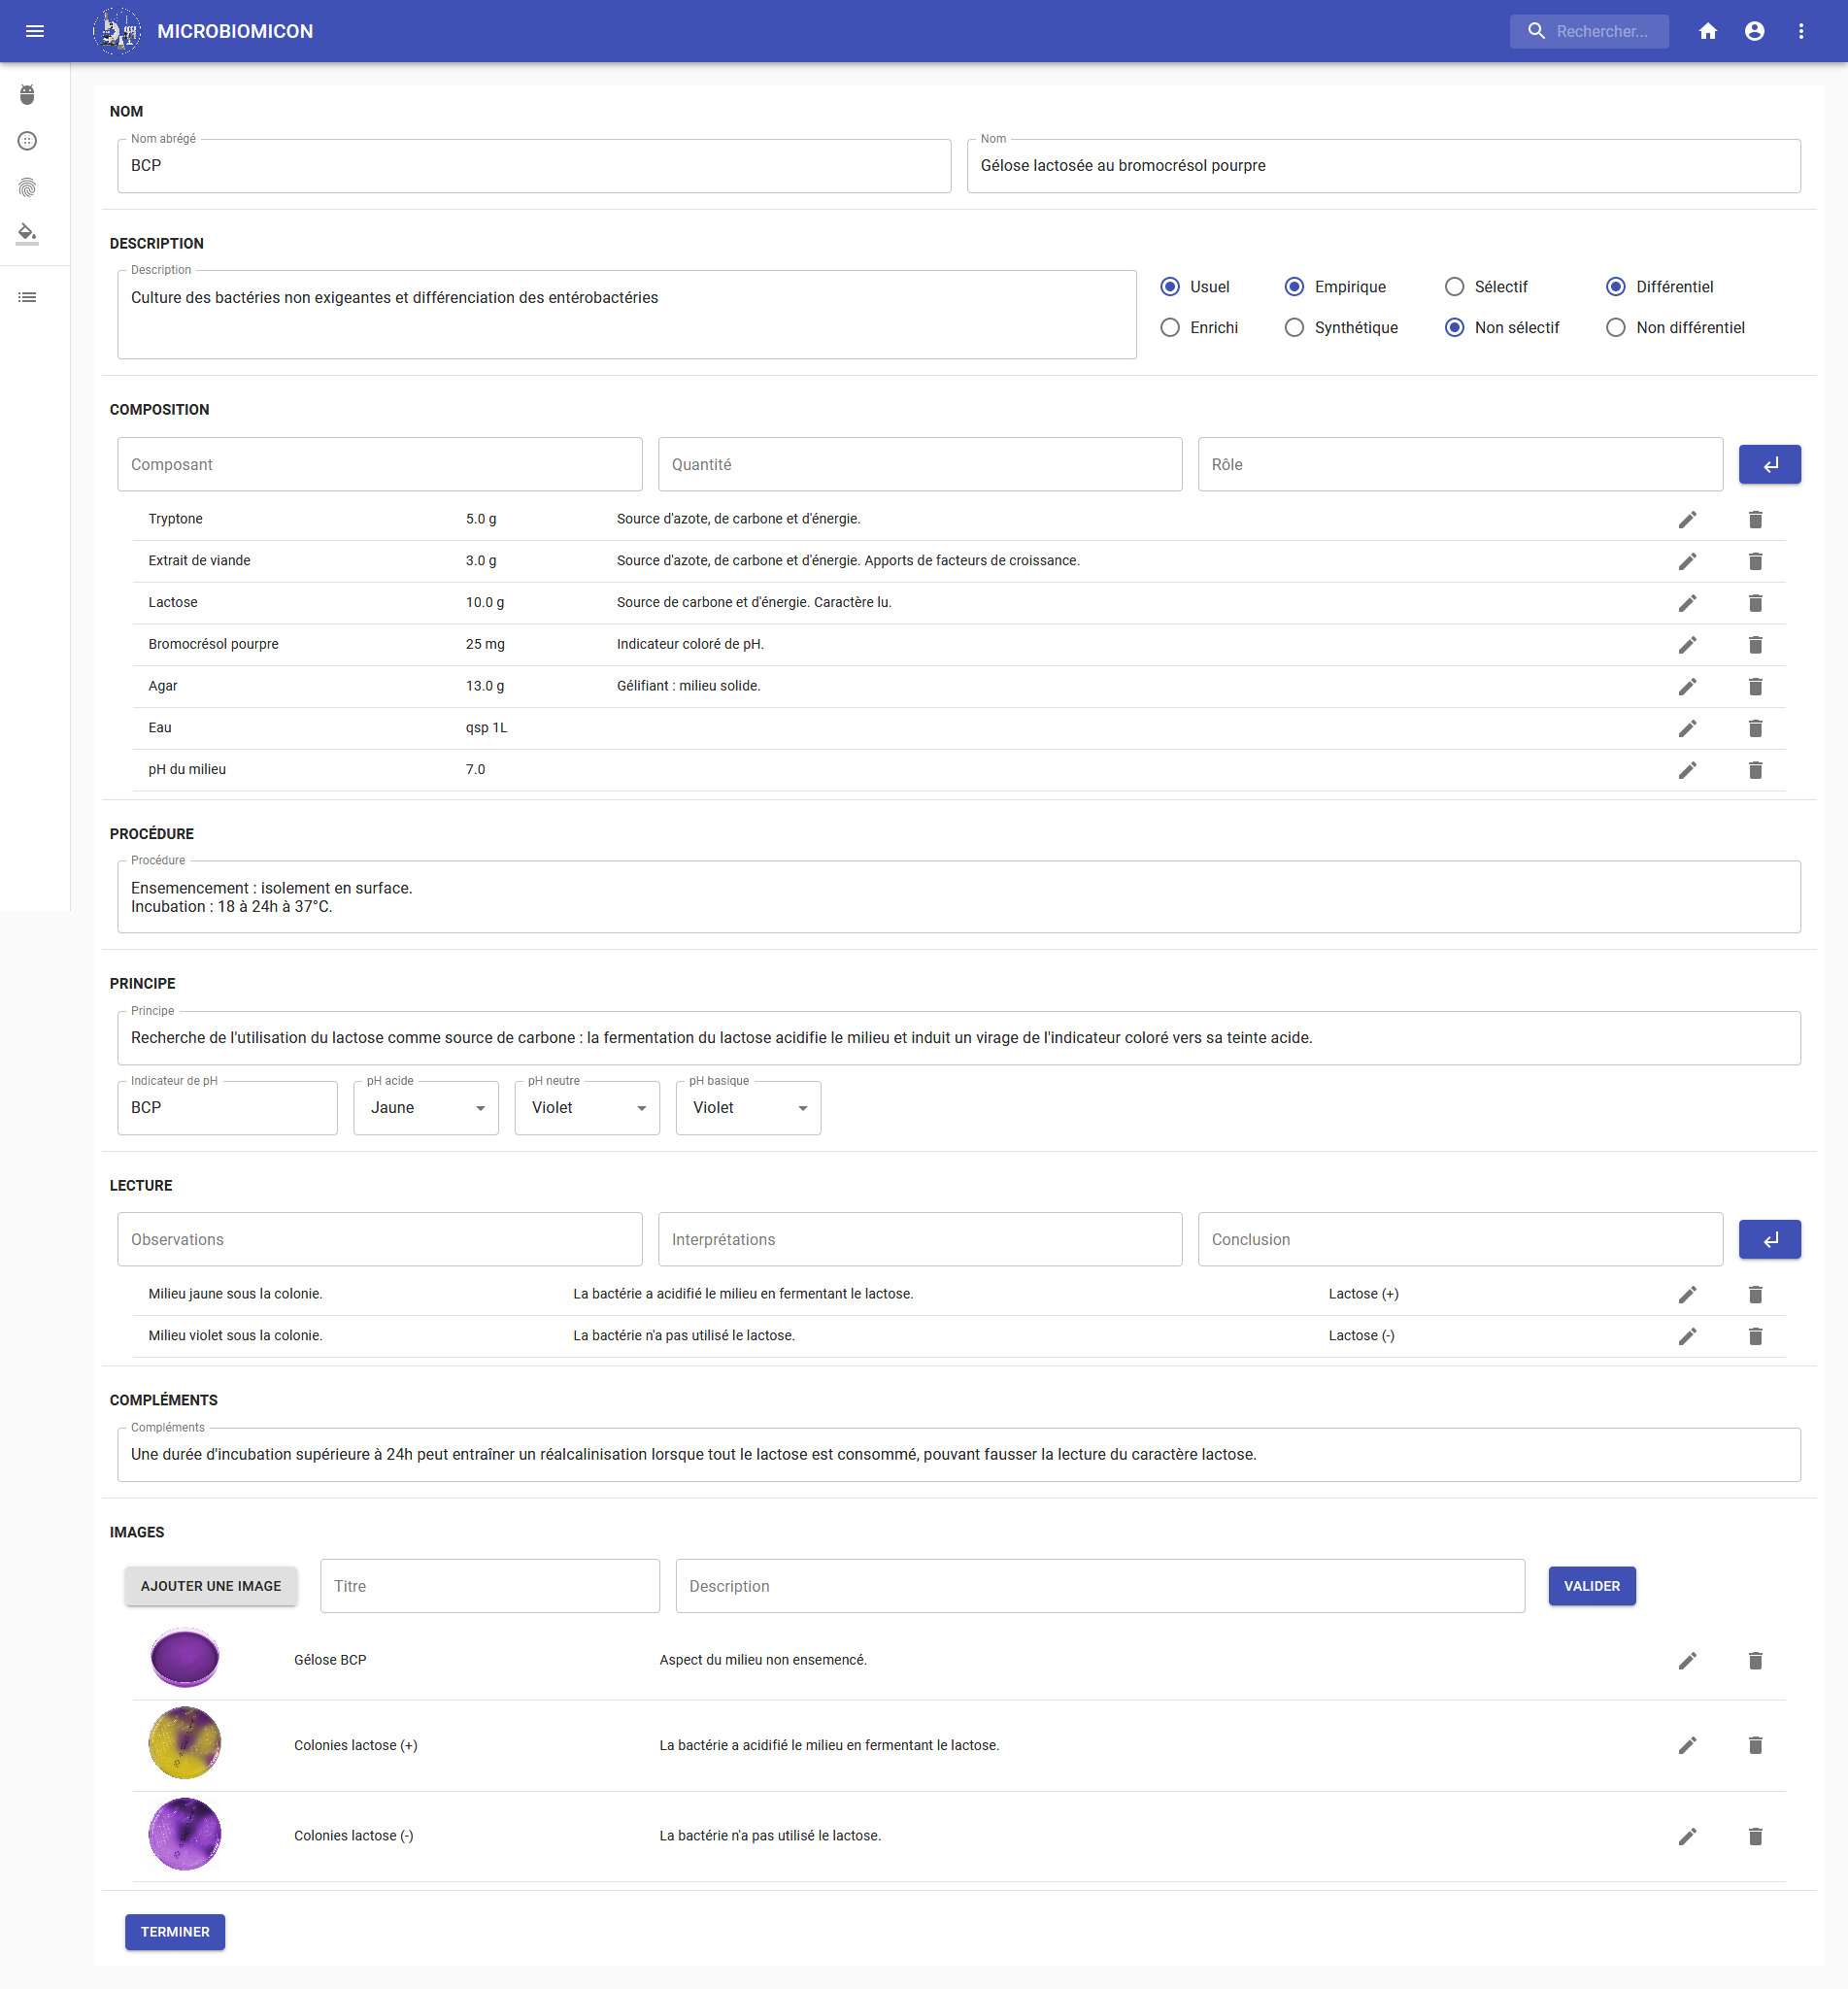 MICROBIOMICON
Rechercher...
NOM
Nom abrégé
BCP
Nom
Gélose lactosée au bromocrésol pourpre
DESCRIPTION
Description
Culture des bactéries non exigeantes et différenciation des entérobactéries
Usuel Empirique Sélectif Différentiel
Enrichi Synthétique Non sélectif Non différentiel
COMPOSITION
Composant Quantité Rôle
Tryptone 5.0 g Source d'azote, de carbone et d'énergie.
Extrait de viande 3.0 g Source d'azote, de carbone et d'énergie. Apports de facteurs de croissance.
Lactose 10.0 g Source de carbone et d'énergie. Caractère lu.
Bromocrésol pourpre 25 mg Indicateur coloré de pH.
Agar 13.0 g Gélifiant : milieu solide.
Eau qsp 1L
pH du milieu 7.0
PROCÉDURE
Procédure
Ensemencement : isolement en surface.
Incubation : 18 à 24h à 37°C.
PRINCIPE
Principe
Recherche de l'utilisation du lactose comme source de carbone : la fermentation du lactose acidifie le milieu et induit un virage de l'indicateur coloré vers sa teinte acide.
Indicateur de pH pH acide pH neutre pH basique
BCP Jaune Violet Violet
LECTURE
Observations Interprétations Conclusion
Milieu jaune sous la colonie. La bactérie a acidifié le milieu en fermentant le lactose. Lactose (+)
Milieu violet sous la colonie. La bactérie n'a pas utilisé le lactose. Lactose (-)
COMPLÉMENTS
Compléments
Une durée d'incubation supérieure à 24h peut entraîner un réalcalinisation lorsque tout le lactose est consommé, pouvant fausser la lecture du caractère lactose.
IMAGES
AJOUTER UNE IMAGE Titre Description VALIDER
Gélose BCP Aspect du milieu non ensemencé.
Colonies lactose (+) La bactérie a acidifié le milieu en fermentant le lactose.
Colonies lactose (-) La bactérie n'a pas utilisé le lactose.
TERMINER